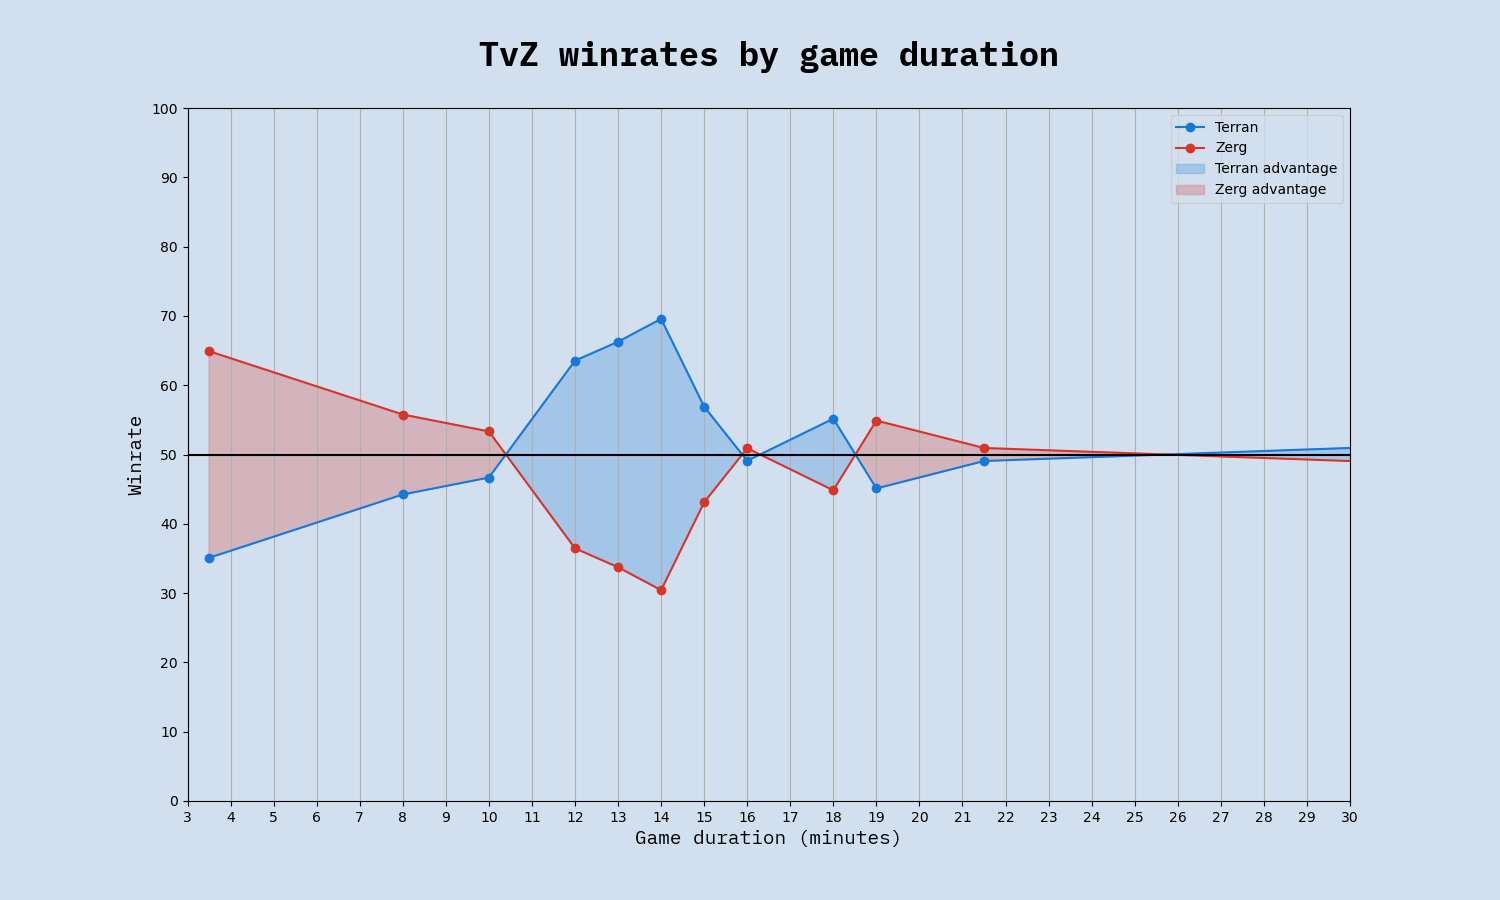 TvZ winrates by game duration
100
90
80
70
60
50
40
30
20
10
0
Winrate
Terran
Zerg
Terran advantage
Zerg advantage
3 4 5 6 7 8 9 10 11 12 13 14 15 16 17 18 19 20 21 22 23 24 25 26 27 28 29 30
Game duration (minutes)